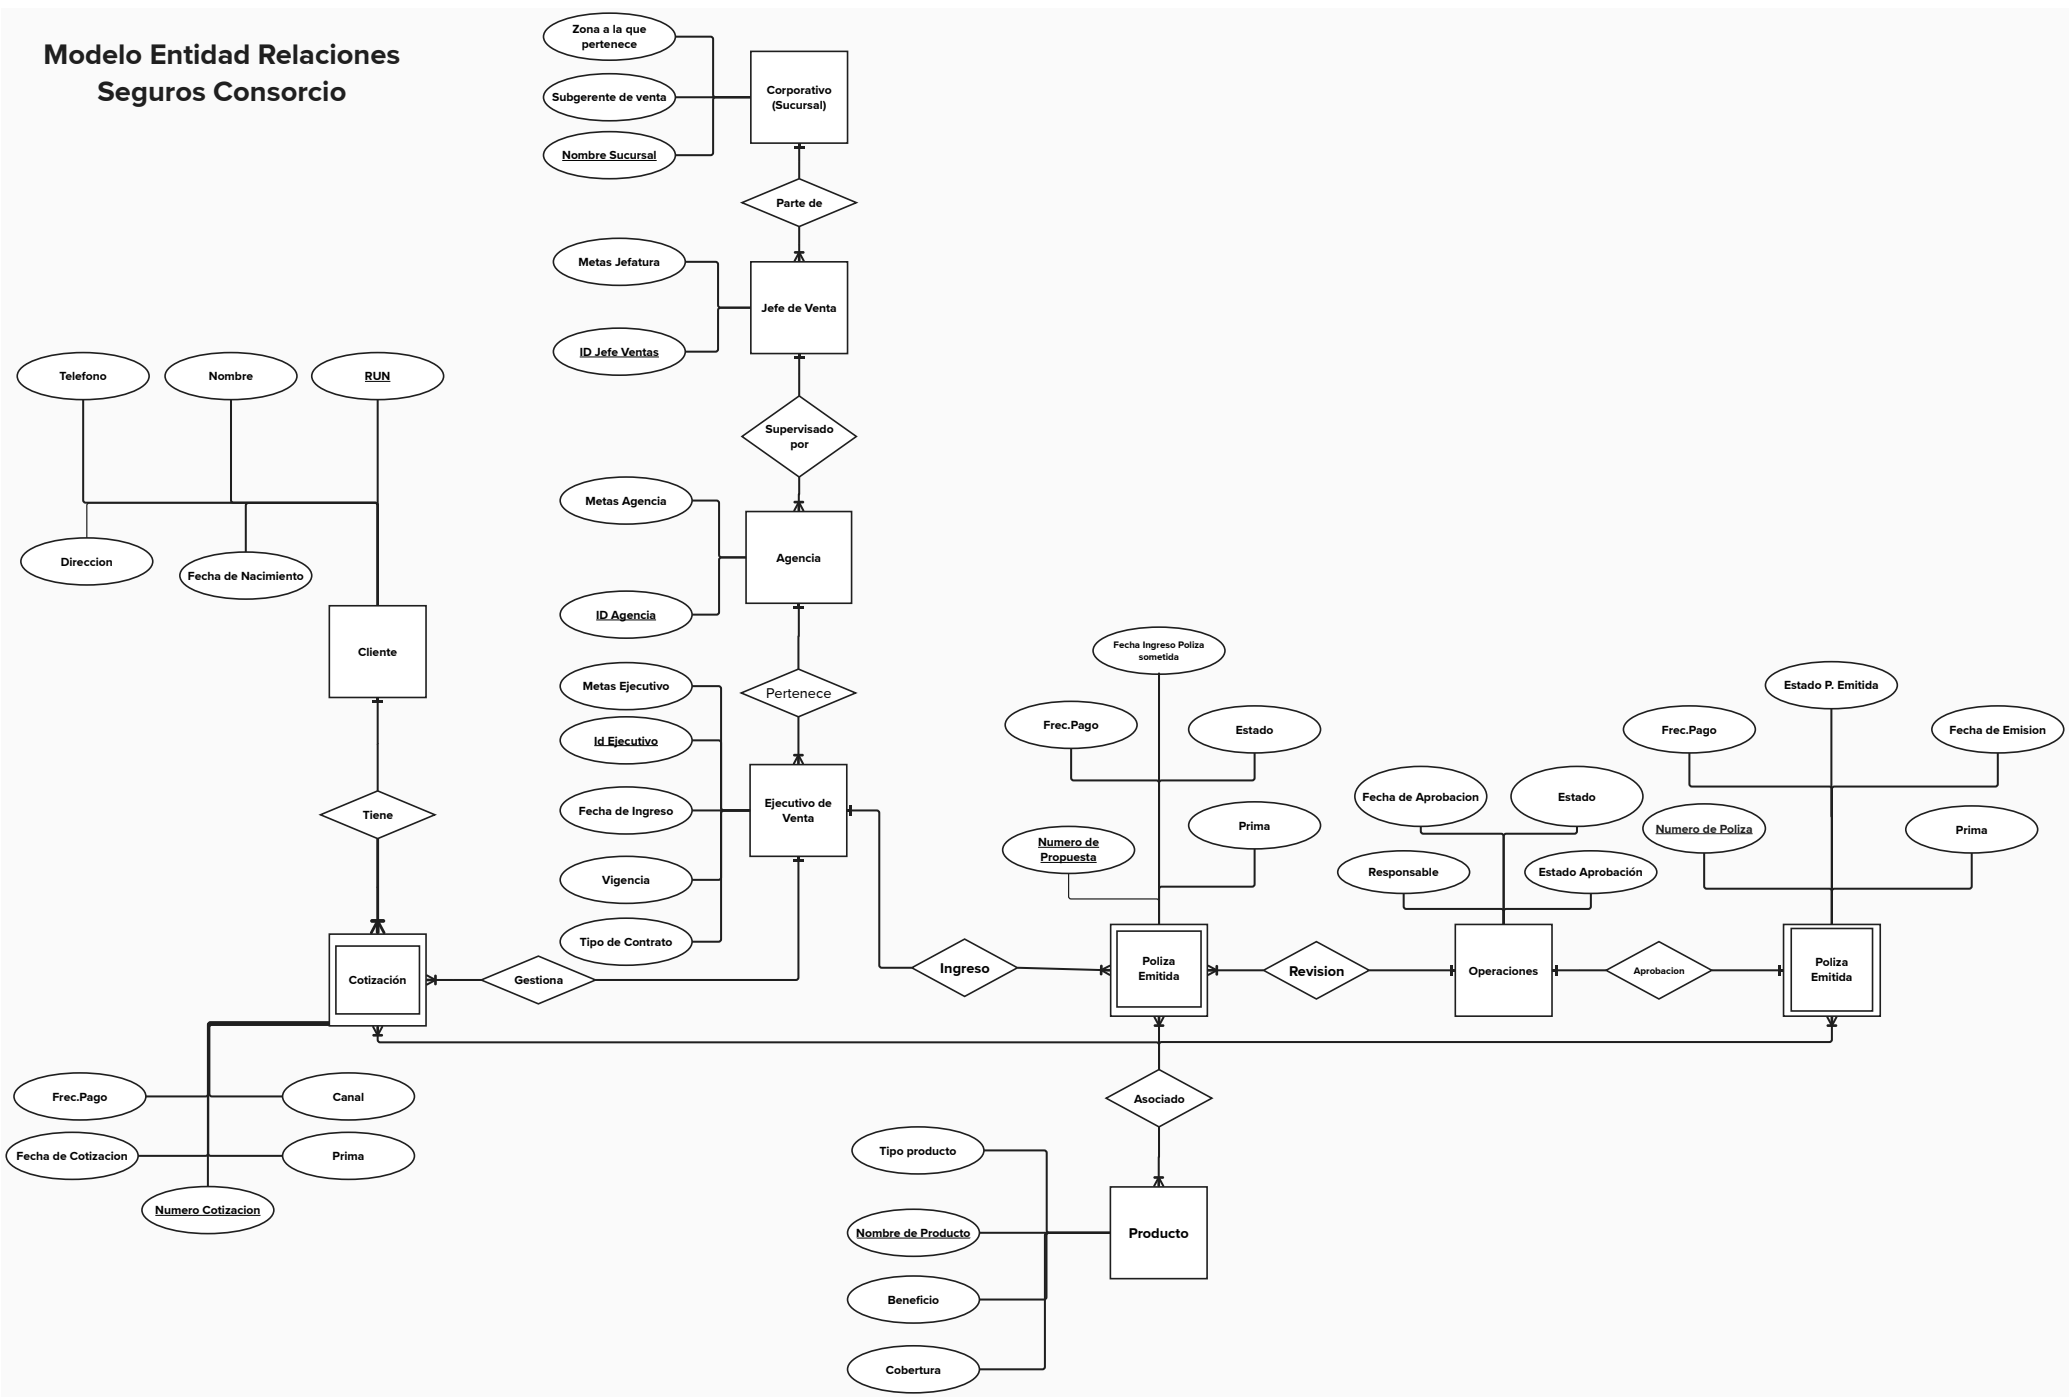 Modelo Entidad Relaciones
Seguros Consorcio
Zona a la que
pertenece
Subgerente de venta
Nombre Sucursal
Corporativo
(Sucursal)
Parte de
Metas Jefatura
ID Jefe Ventas
Jefe de Venta
Supervisado
por
Telefono
Nombre
RUN
Direccion
Fecha de Nacimiento
Cliente
Tiene
Metas Agencia
ID Agencia
Agencia
Pertenece
Metas Ejecutivo
Id Ejecutivo
Fecha de Ingreso
Vigencia
Tipo de Contrato
Ejecutivo de
Venta
Cotización
Gestiona
Ingreso
Fecha Ingreso Poliza
sometida
Frec.Pago
Estado
Numero de
Propuesta
Prima
Poliza
Emitida
Revision
Fecha de Aprobacion
Estado
Responsable
Estado Aprobación
Operaciones
Aprobacion
Estado P. Emitida
Frec.Pago
Fecha de Emision
Numero de Poliza
Prima
Poliza
Emitida
Frec.Pago
Canal
Fecha de Cotizacion
Prima
Numero Cotizacion
Asociado
Tipo producto
Nombre de Producto
Beneficio
Cobertura
Producto